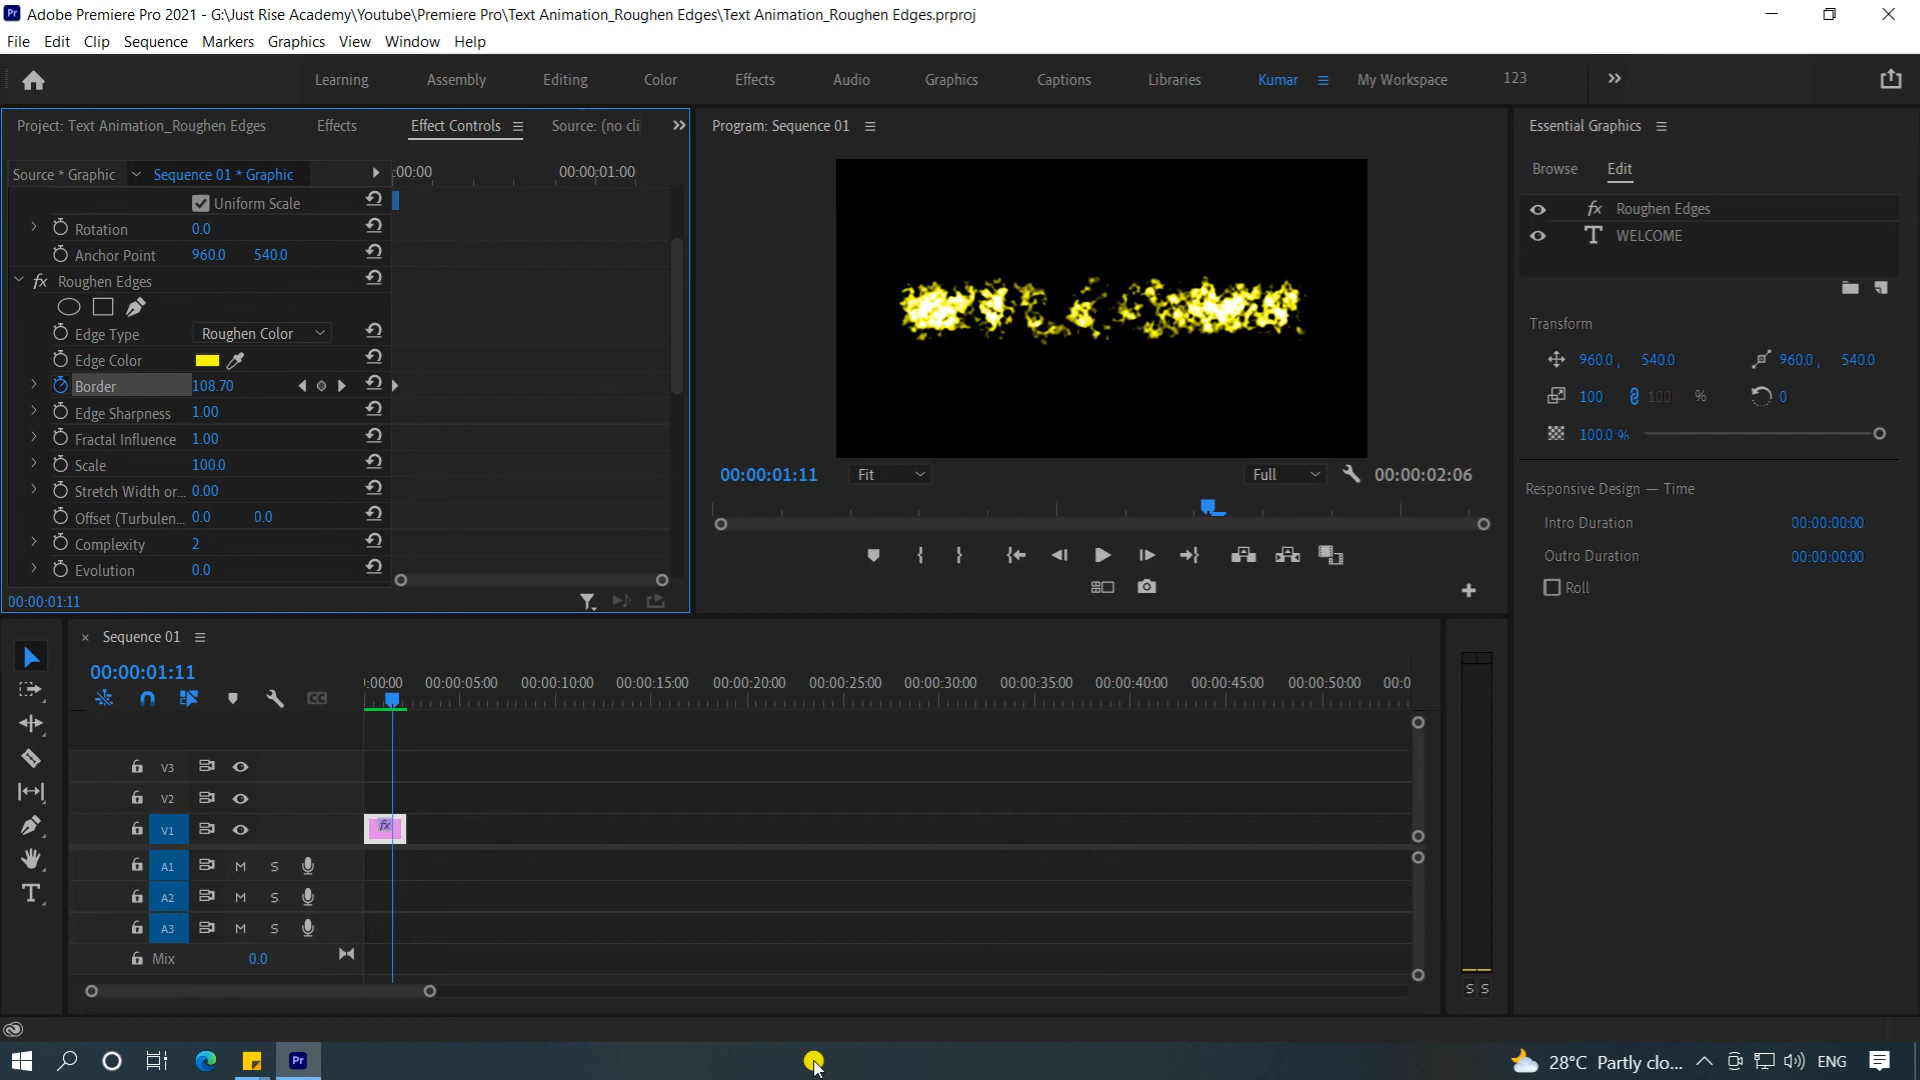 Adobe Premiere Pro 2021 - G:\Just Rise Academy\Youtube\Premiere Pro\Text Animation_Roughen Edges\Text Animation_Roughen Edges.prproj
File Edit Clip Sequence Markers Graphics View Window Help
Learning Assembly Editing Color Effects Audio Graphics Captions Libraries Kumar My Workspace 123
Project: Text Animation_Roughen Edges Effects Effect Controls Source: (no cli
Program: Sequence 01
Essential Graphics
Source * Graphic Sequence 01 * Graphic
:00:00 00:00:01:00
Browse Edit
Uniform Scale
Rotation 0.0
Anchor Point 960.0 540.0
fx Roughen Edges
Edge Type Roughen Color
Edge Color
Border 108.70
Edge Sharpness 1.00
Fractal Influence 1.00
Scale 100.0
Stretch Width or... 0.00
Offset (Turbulen... 0.0 0.0
Complexity 2
Evolution 0.0
00:00:01:11
00:00:01:11 Fit Full 00:00:02:06
fx Roughen Edges
T WELCOME
Transform
960.0 , 540.0 960.0 , 540.0
100 100 % 0
100.0 %
Responsive Design — Time
Intro Duration 00:00:00:00
Outro Duration 00:00:00:00
Roll
× Sequence 01
00:00:01:11
:00:00 00:00:05:00 00:00:10:00 00:00:15:00 00:00:20:00 00:00:25:00 00:00:30:00 00:00:35:00 00:00:40:00 00:00:45:00 00:00:50:00 00:0
CC
V3
V2
V1 fx
A1 M S
A2 M S
A3 M S
Mix 0.0
S S
Pr 28°C Partly clo... ENG